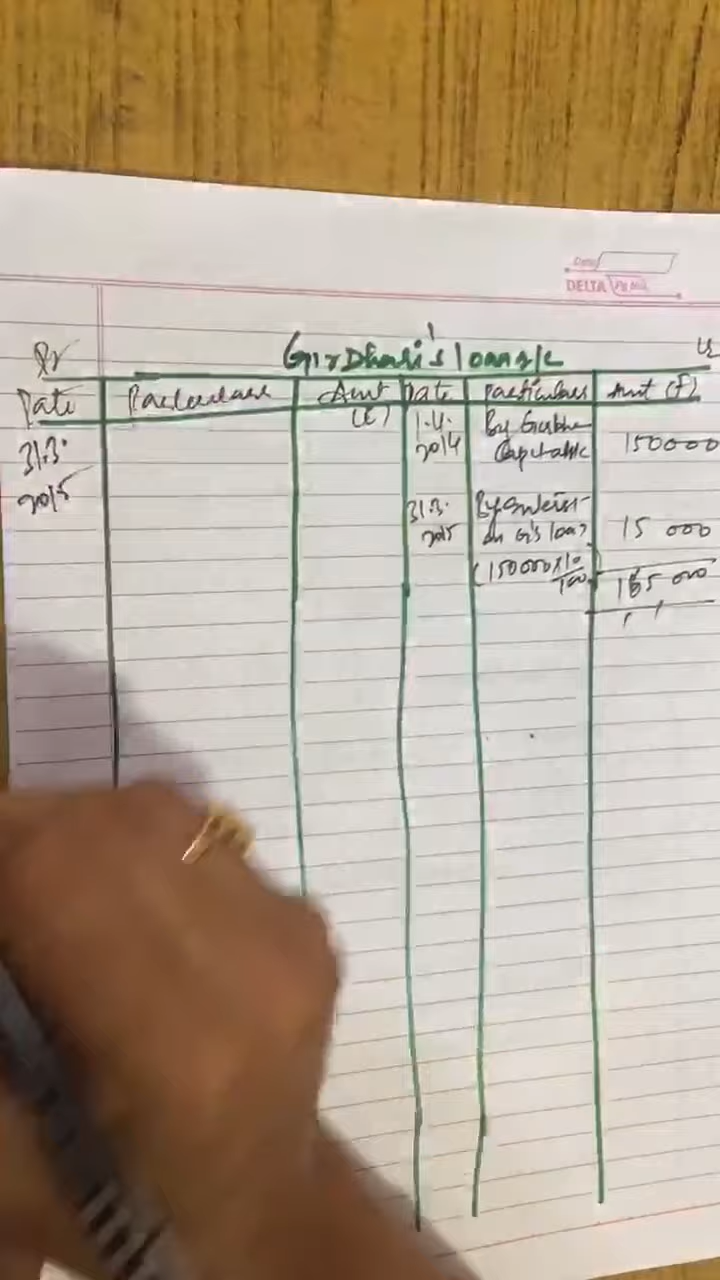 Date
DELTA
Dr Girdhari's loan a/c Cr
Date Particulars Amt Date Particulars Amt (₹)
(₹)
31.3. 1.4. By
2015 2014 Capital A/c 150000
31.3. By Interest
2015 on G's loan 15 000
(150000 x 10
100) 165 000